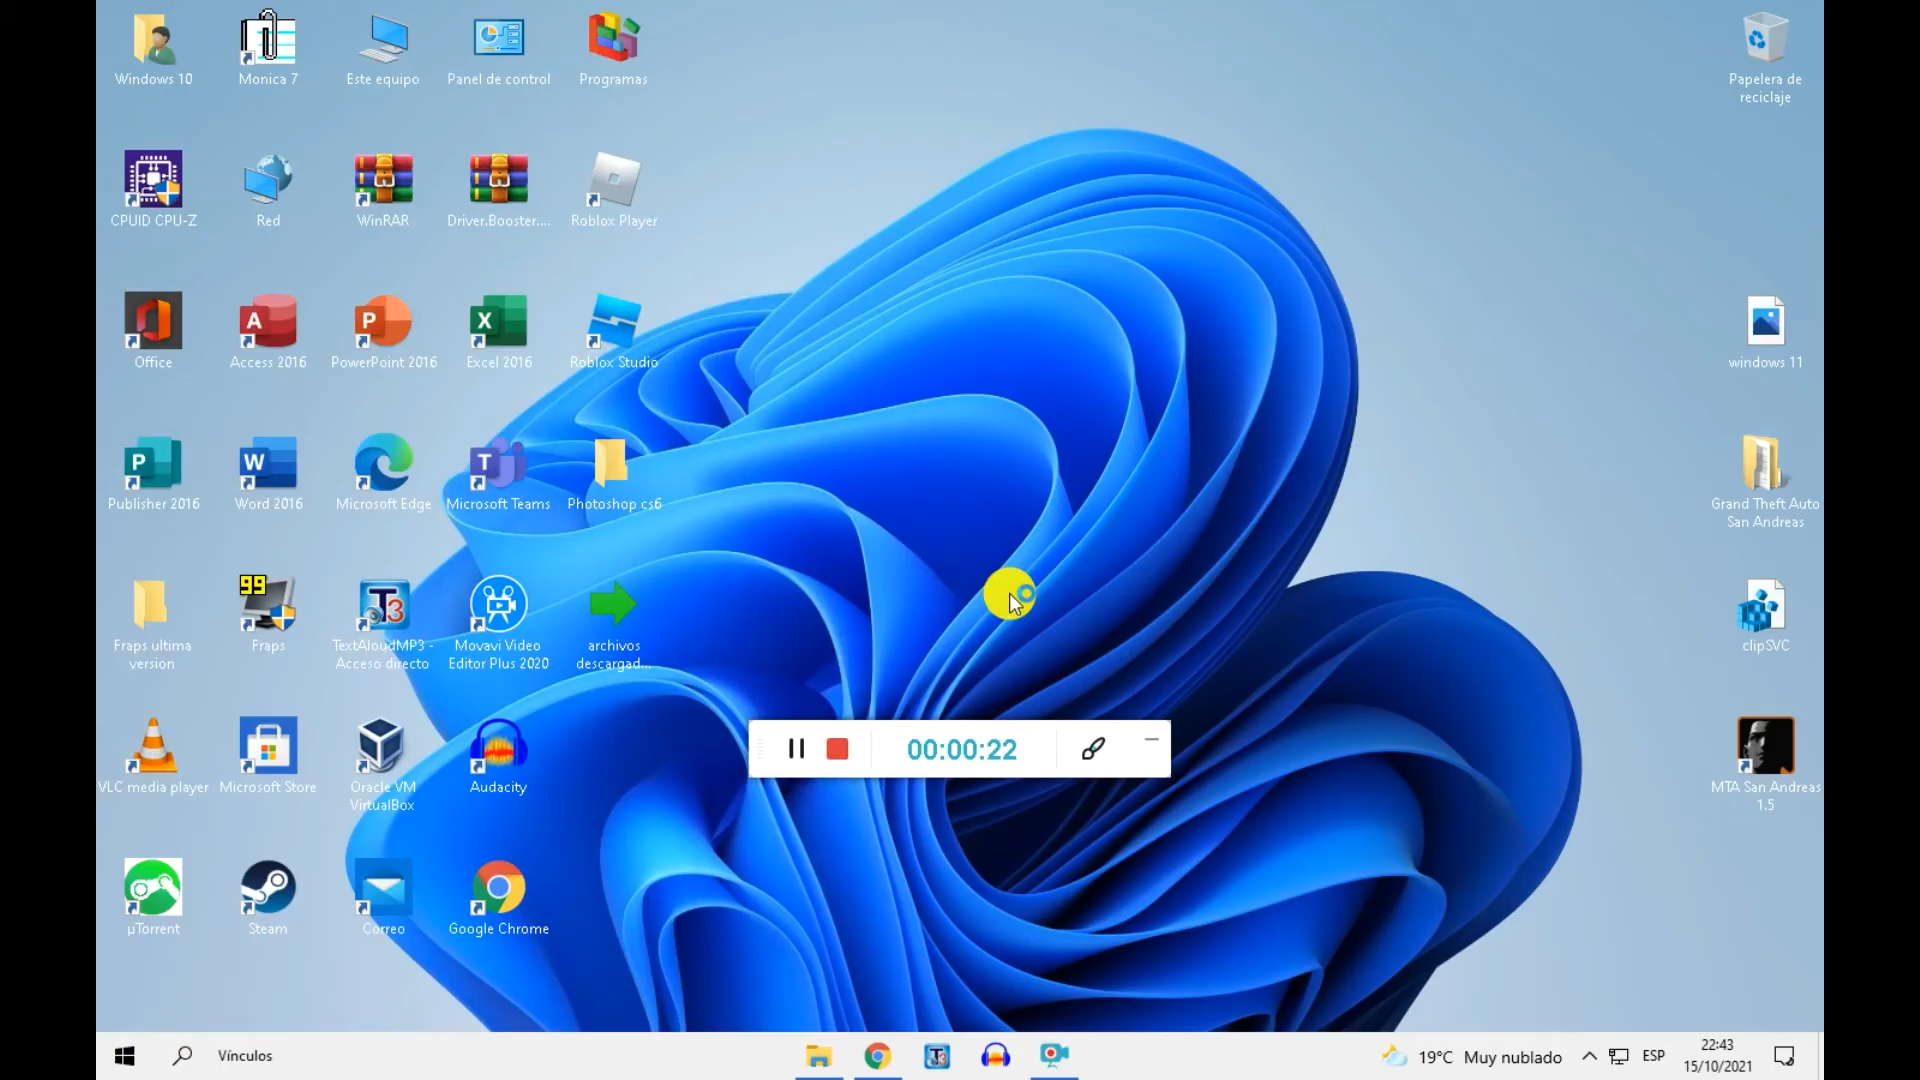 Windows 10
Monica 7
Este equipo
Panel de control
Programas
Papelera de
reciclaje
CPUID CPU-Z
Red
WinRAR
Driver.Booster....
Roblox Player
Office
Access 2016
PowerPoint 2016
Excel 2016
Roblox Studio
windows 11
Publisher 2016
Word 2016
Microsoft Edge
Microsoft Teams
Photoshop cs6
Grand Theft Auto
San Andreas
99
Fraps ultima
version
Fraps
TextAloudMP3 -
Acceso directo
Movavi Video
Editor Plus 2020
archivos
descargad...
clipSVC
VLC media player
Microsoft Store
Oracle VM
VirtualBox
Audacity
00:00:22
MTA San Andreas
1.5
µTorrent
Steam
Correo
Google Chrome
Vínculos
19°C Muy nublado
ESP
22:43
15/10/2021